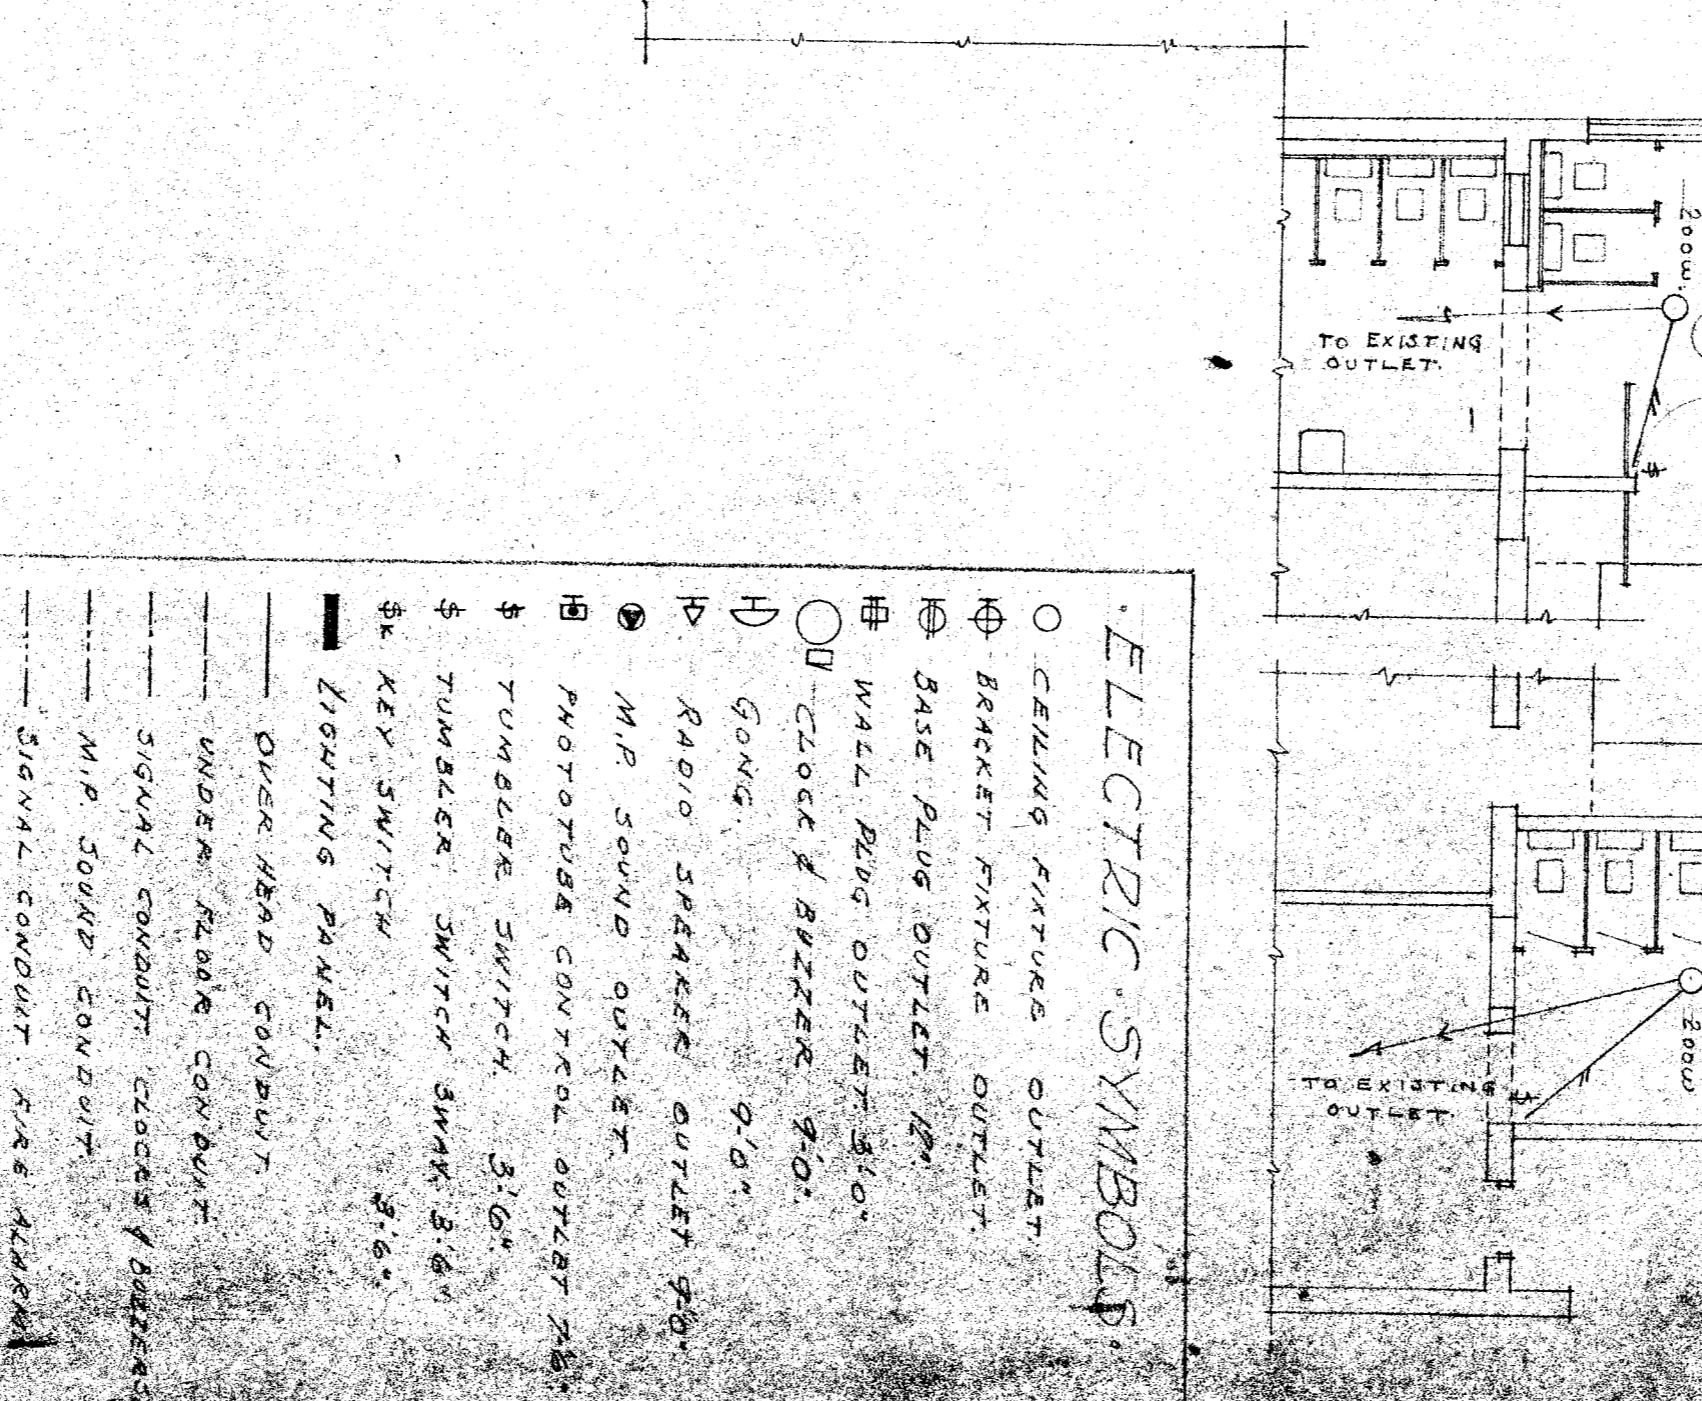 ELECTRIC · SYMBOLS.
CEILING FIXTURE OUTLET.
BRACKET FIXTURE OUTLET.
BASE PLUG OUTLET. 12".
WALL PLUG OUTLET. 3'-0"
CLOCK & BUZZER 9'-0".
GONG. 9'-0".
RADIO SPEAKER OUTLET 9'-0"
M.P. SOUND OUTLET.
PHOTOTUBE CONTROL OUTLET 7'-6".
$ TUMBLER SWITCH. 3'-6".
$ TUMBLER SWITCH 3WAY. 3'-6"
$K KEY SWITCH 3'-6".
LIGHTING PANEL.
OVER HEAD CONDUIT.
UNDER FLOOR CONDUIT.
SIGNAL CONDUIT. CLOCKS & BUZZERS
M.P. SOUND CONDUIT.
SIGNAL CONDUIT. FIRE ALARM
200W.
TO EXISTING
OUTLET.
$
200W
TO EXISTING
OUTLET.
$